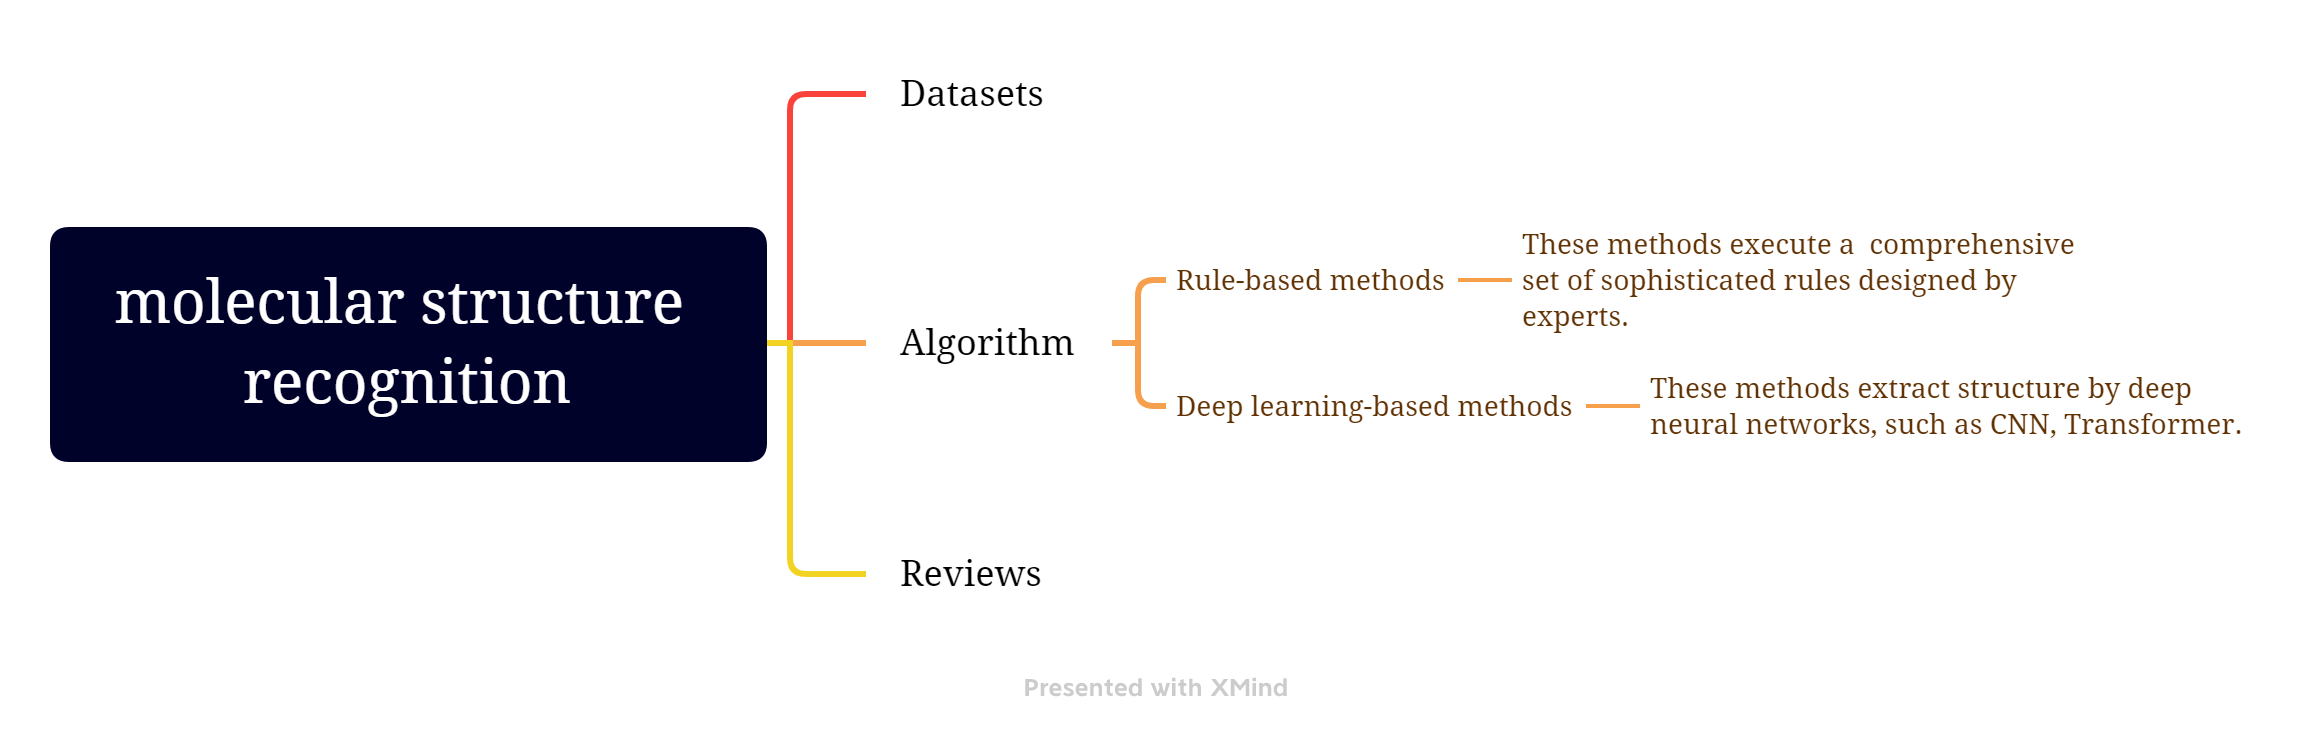 molecular structure
recognition
Datasets
Algorithm
Rule-based methods
These methods execute a  comprehensive
set of sophisticated rules designed by
experts.
Deep learning-based methods
These methods extract structure by deep
neural networks, such as CNN, Transformer.
Reviews
Presented with XMind